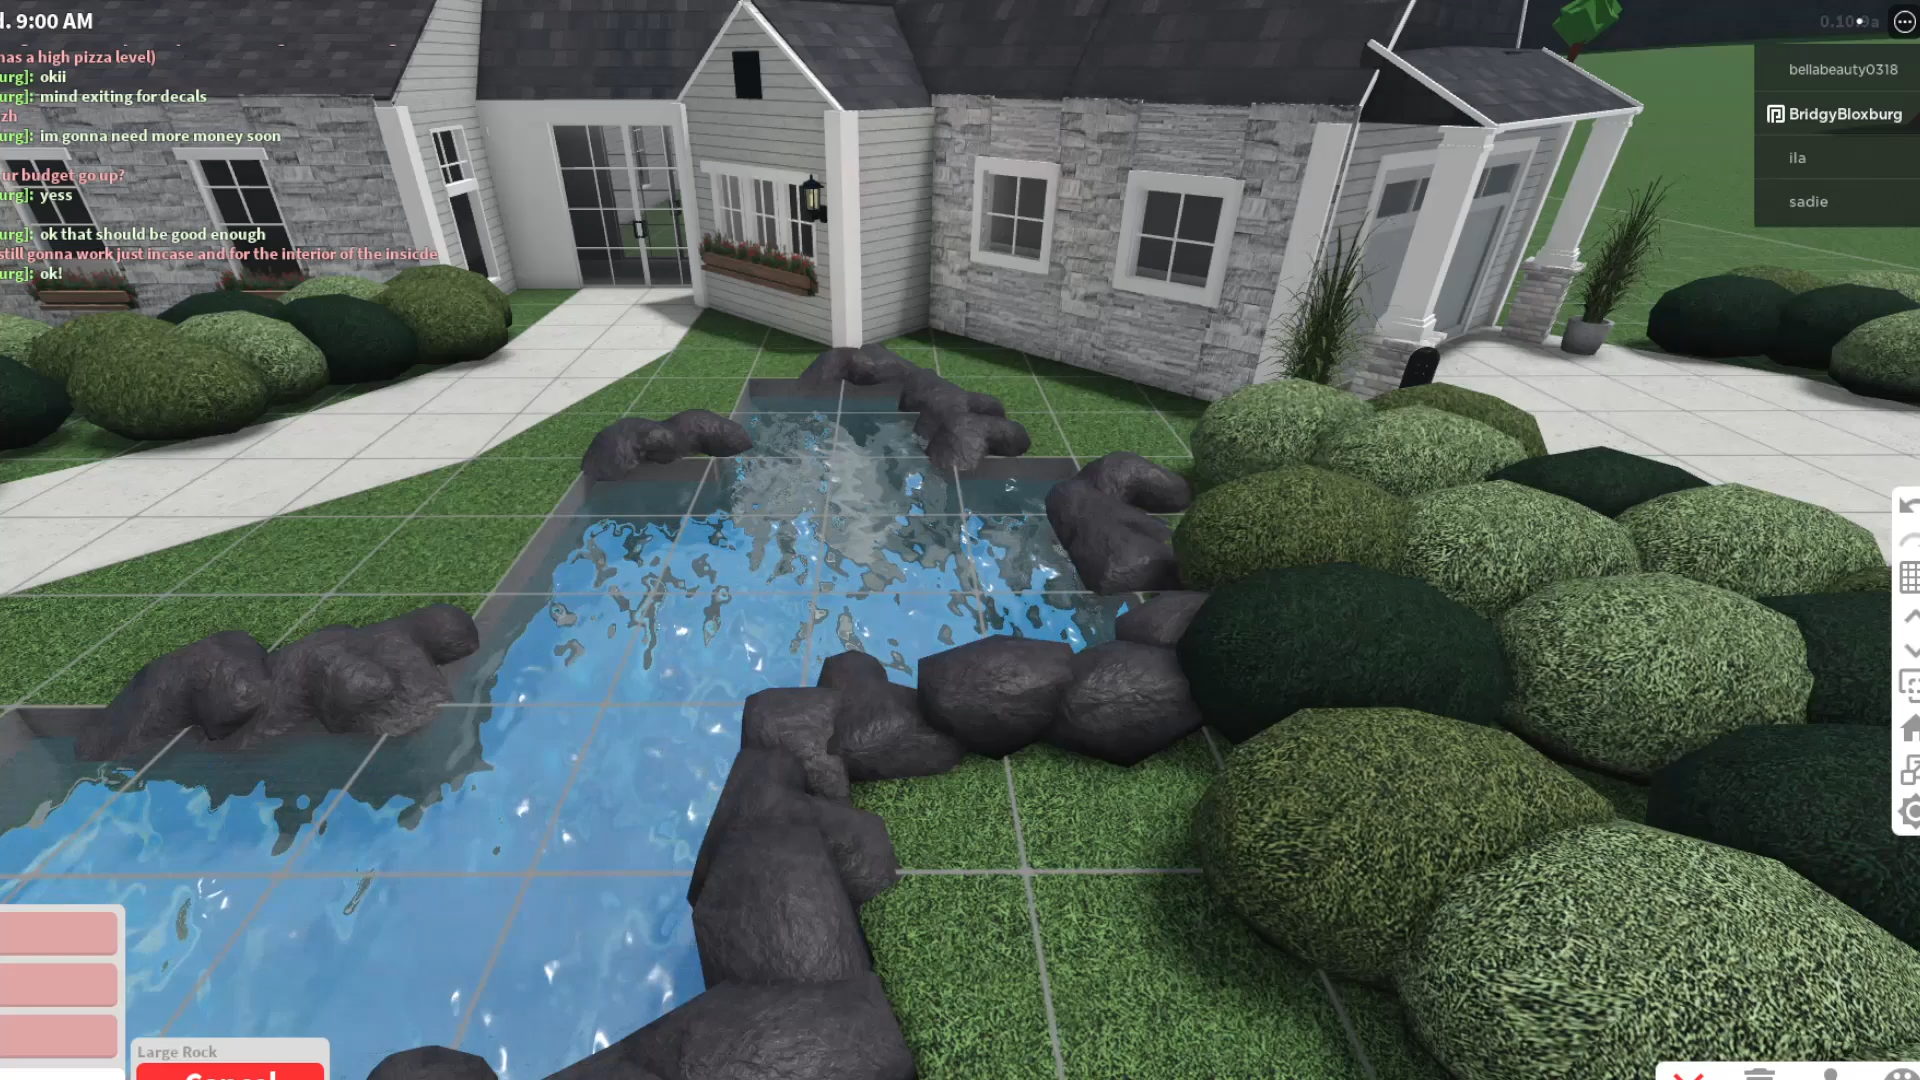 d. 9:00 AM
has a high pizza level)
urg]: okii
urg]: mind exiting for decals
zh
urg]: im gonna need more money soon
ur budget go up?
urg]: yess
urg]: ok that should be good enough
still gonna work just incase and for the interior of the insicde
urg]: ok!
bellabeauty0318
BridgyBloxburg
ila
sadie
Large Rock
Cancel